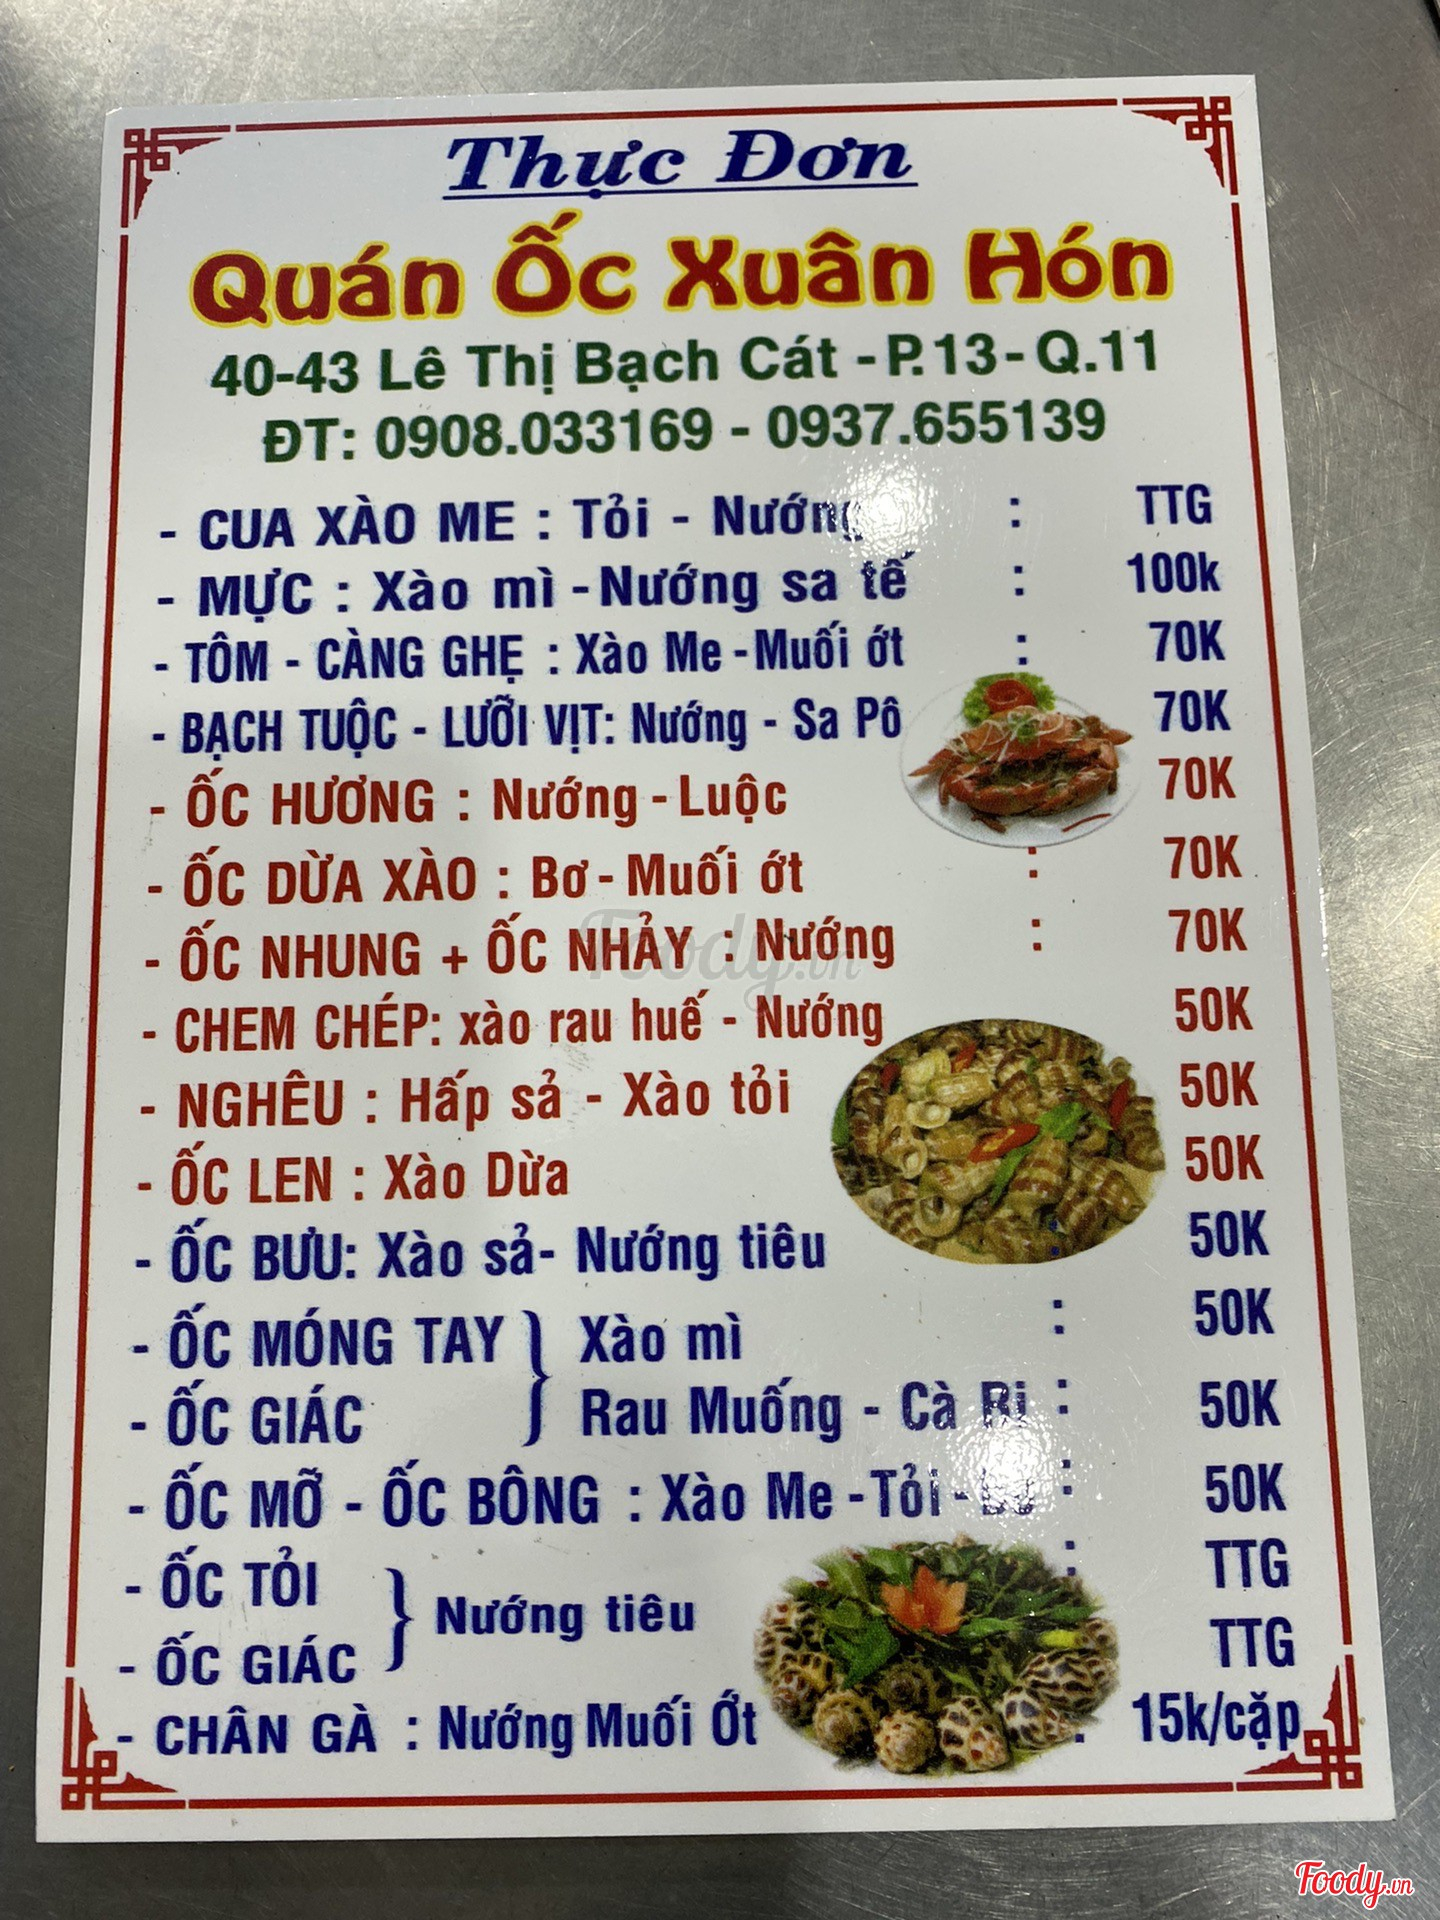 Thực Đơn
Quán Ốc Xuân Hón
40-43 Lê Thị Bạch Cát - P.13 - Q.11
ĐT: 0908.033169 - 0937.655139
- CUA XÀO ME : Tỏi - Nướng : TTG
- MỰC : Xào mì - Nướng sa tế : 100k
- TÔM - CÀNG GHẸ : Xào Me - Muối ớt : 70K
- BẠCH TUỘC - LƯỠI VỊT: Nướng - Sa Pô 70K
- ỐC HƯƠNG : Nướng - Luộc 70K
- ỐC DỪA XÀO : Bơ - Muối ớt : 70K
- ỐC NHUNG + ỐC NHẢY : Nướng : 70K
- CHEM CHÉP: xào rau huế - Nướng 50K
- NGHÊU : Hấp sả - Xào tỏi 50K
- ỐC LEN : Xào Dừa 50K
- ỐC BƯU: Xào sả- Nướng tiêu : 50K
- ỐC MÓNG TAY } Xào mì : 50K
- ỐC GIÁC Rau Muống - Cà Ri : 50K
- ỐC MỠ - ỐC BÔNG : Xào Me - Tỏi - : 50K
- ỐC TỎI } Nướng tiêu : TTG
- ỐC GIÁC TTG
- CHÂN GÀ : Nướng Muối Ớt : 15k/cặp
Foody.vn
Foody.vn